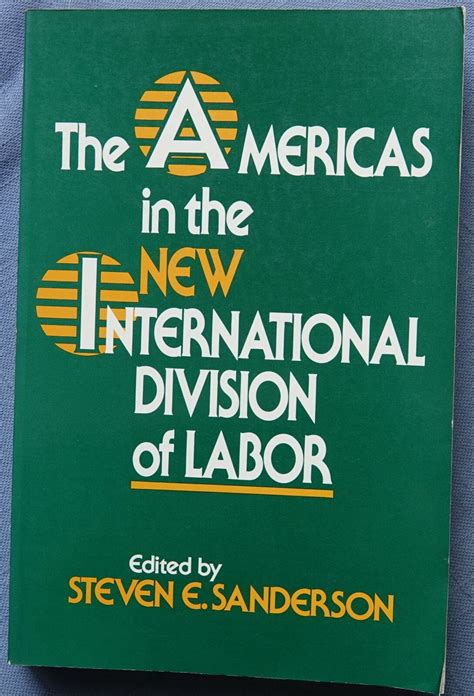 The AMERICAS
in the
NEW
INTERNATIONAL
DIVISION
of LABOR
Edited by
STEVEN E. SANDERSON